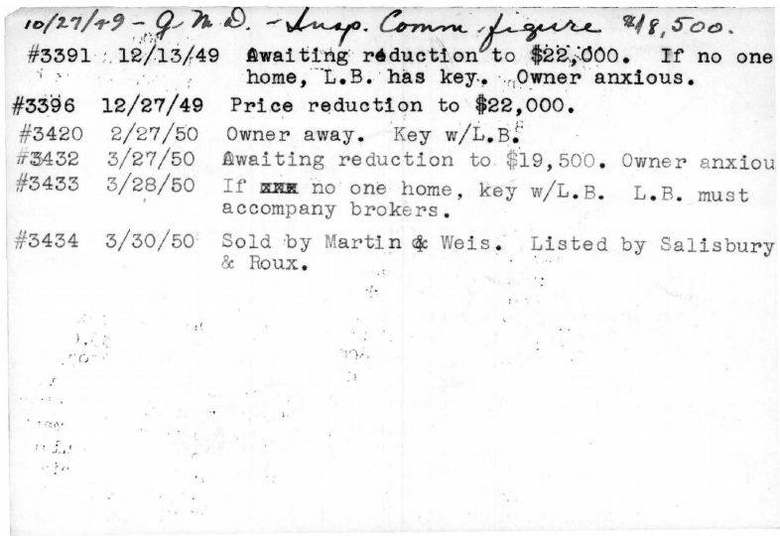 10/27/49 - G M D. - Insp. Comm. figure $18,500.
#3391 12/13/49 Awaiting reduction to $22,000. If no one
home, L.B. has key. Owner anxious.
#3396 12/27/49 Price reduction to $22,000.
#3420 2/27/50 Owner away. Key w/L.B.
#3432 3/27/50 Awaiting reduction to $19,500. Owner anxiou
#3433 3/28/50 If xxx no one home, key w/L.B. L.B. must
accompany brokers.
#3434 3/30/50 Sold by Martin & Weis. Listed by Salisbury
& Roux.